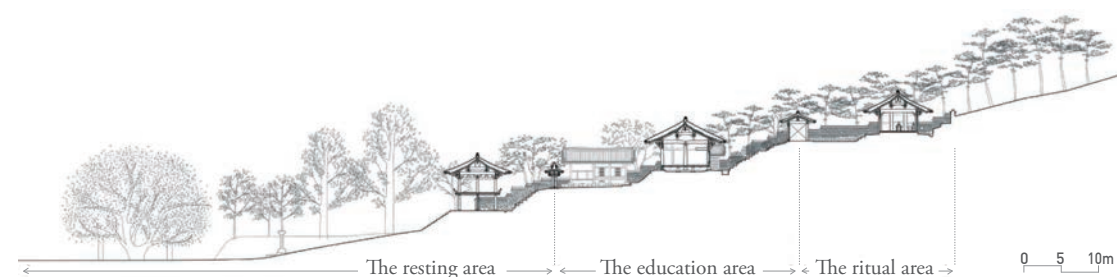 The resting area
The education area
The ritual area
0 5 10m